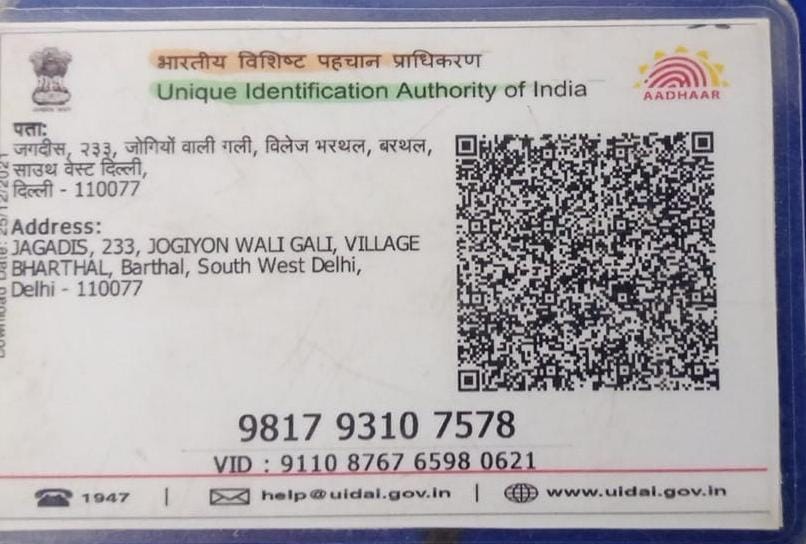 भारतीय विशिष्ट पहचान प्राधिकरण
Unique Identification Authority of India
AADHAAR
पता:
जगदीस, २३३, जोगियों वाली गली, विलेज भरथल, बरथल,
साउथ वेस्ट दिल्ली,
दिल्ली - 110077
Address:
JAGADIS, 233, JOGIYON WALI GALI, VILLAGE
BHARTHAL, Barthal, South West Delhi,
Delhi - 110077
9817 9310 7578
VID : 9110 8767 6598 0621
1947 | help@uidai.gov.in | www.uidai.gov.in